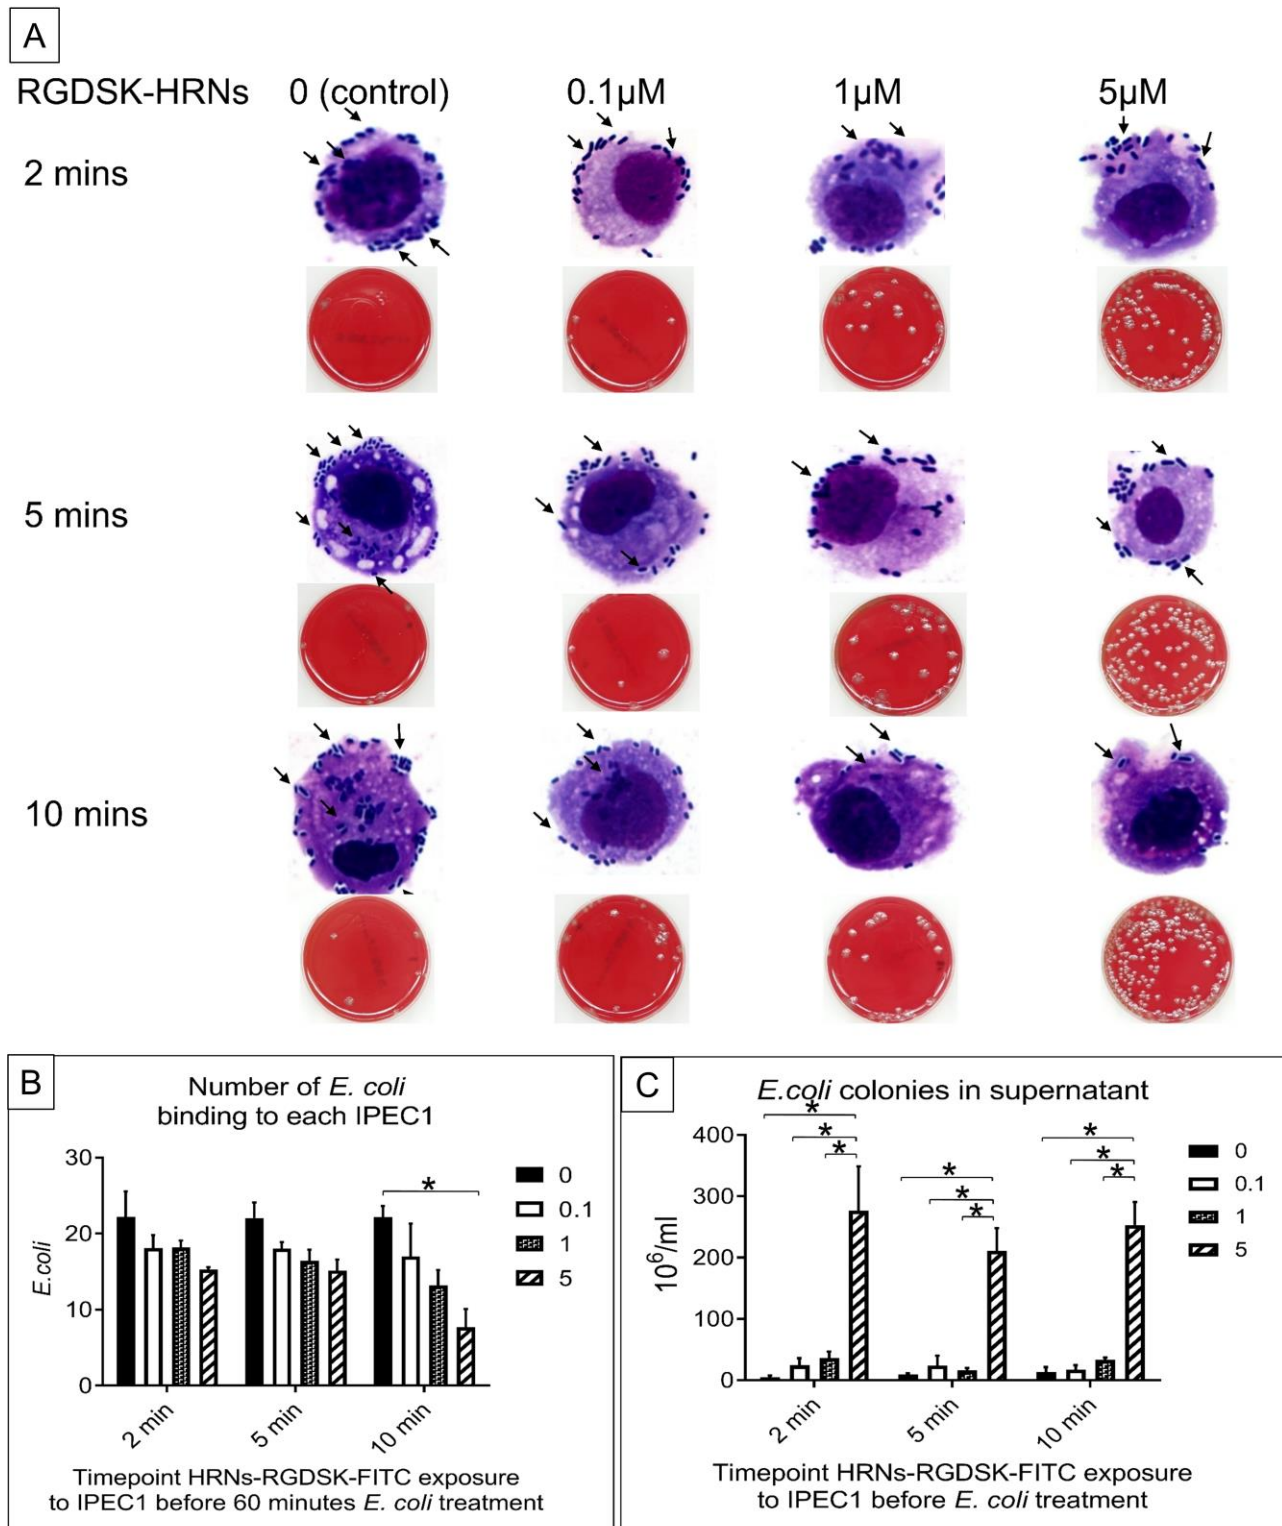 A
RGDSK-HRNs 0 (control) 0.1µM 1µM 5µM
2 mins
5 mins
10 mins
B
Number of E. coli
binding to each IPEC1
30
20
10
0
E.coli
*
0
0.1
1
5
2 min
5 min
10 min
Timepoint HRNs-RGDSK-FITC exposure
to IPEC1 before 60 minutes E. coli treatment
C
E.coli colonies in supernatant
400
300
200
100
0
10⁶/ml
*
*
*
*
*
*
*
*
*
0
0.1
1
5
2 min
5 min
10 min
Timepoint HRNs-RGDSK-FITC exposure
to IPEC1 before E. coli treatment